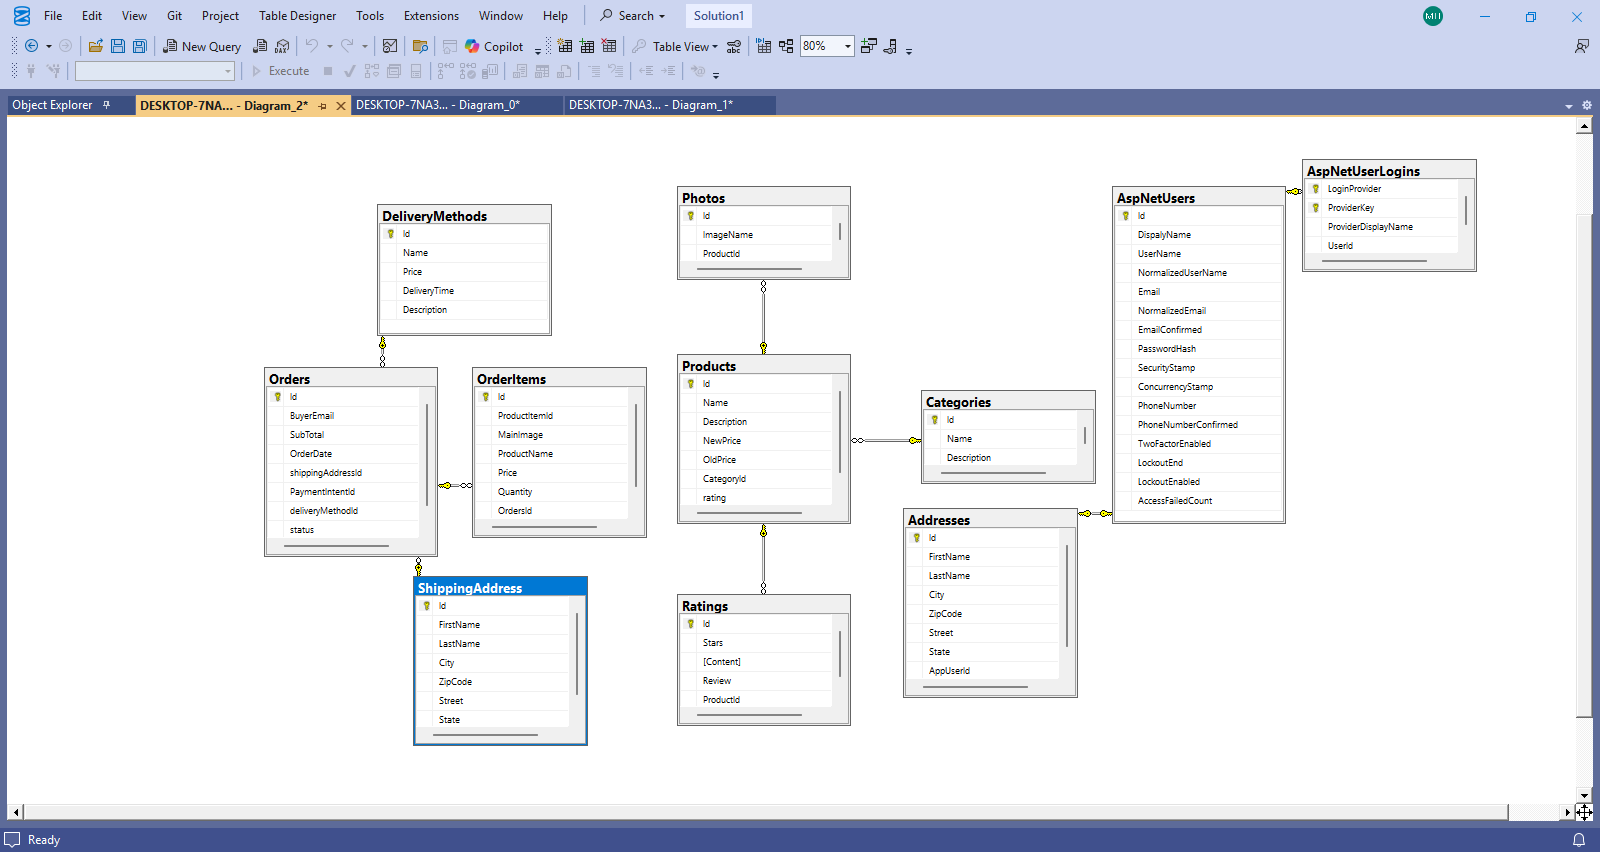 File Edit View Git Project Table Designer Tools Extensions Window Help Search Solution1 MH
New Query DAX Copilot Table View abc 80%
Execute
Object Explorer DESKTOP-7NA... - Diagram_2* DESKTOP-7NA3... - Diagram_0* DESKTOP-7NA3... - Diagram_1*
DeliveryMethods
Id
Name
Price
DeliveryTime
Description
Orders
Id
BuyerEmail
SubTotal
OrderDate
shippingAddressId
PaymentIntentId
deliveryMethodId
status
OrderItems
Id
ProductItemId
MainImage
ProductName
Price
Quantity
OrdersId
ShippingAddress
Id
FirstName
LastName
City
ZipCode
Street
State
Photos
Id
ImageName
ProductId
Products
Id
Name
Description
NewPrice
OldPrice
CategoryId
rating
Ratings
Id
Stars
[Content]
Review
ProductId
Categories
Id
Name
Description
Addresses
Id
FirstName
LastName
City
ZipCode
Street
State
AppUserId
AspNetUsers
Id
DispalyName
UserName
NormalizedUserName
Email
NormalizedEmail
EmailConfirmed
PasswordHash
SecurityStamp
ConcurrencyStamp
PhoneNumber
PhoneNumberConfirmed
TwoFactorEnabled
LockoutEnd
LockoutEnabled
AccessFailedCount
AspNetUserLogins
LoginProvider
ProviderKey
ProviderDisplayName
UserId
Ready